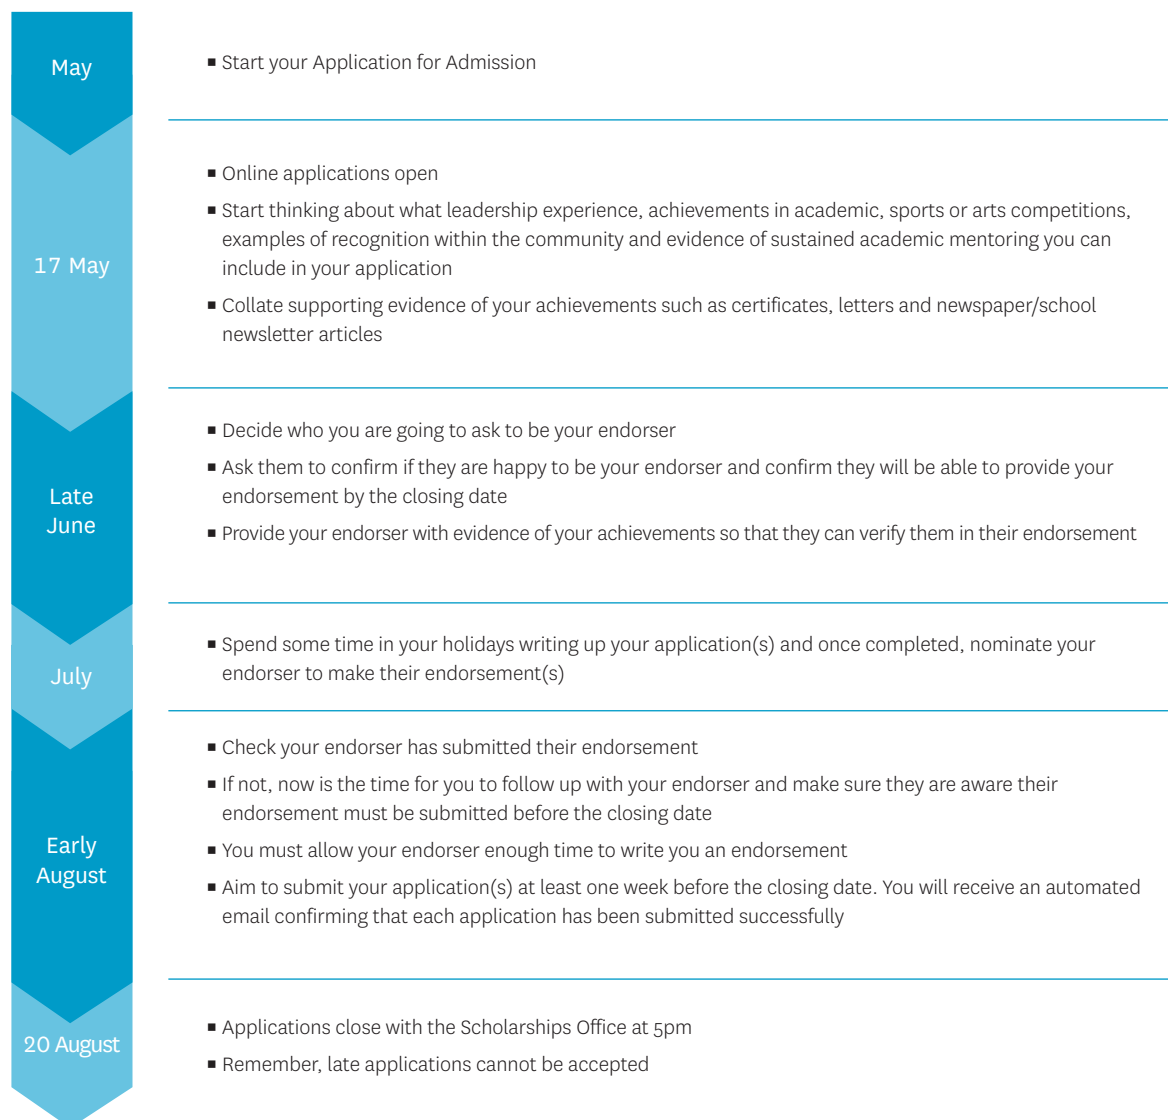 May
▪ Start your Application for Admission
17 May
▪ Online applications open
▪ Start thinking about what leadership experience, achievements in academic, sports or arts competitions,
examples of recognition within the community and evidence of sustained academic mentoring you can
include in your application
▪ Collate supporting evidence of your achievements such as certificates, letters and newspaper/school
newsletter articles
Late
June
▪ Decide who you are going to ask to be your endorser
▪ Ask them to confirm if they are happy to be your endorser and confirm they will be able to provide your
endorsement by the closing date
▪ Provide your endorser with evidence of your achievements so that they can verify them in their endorsement
July
▪ Spend some time in your holidays writing up your application(s) and once completed, nominate your
endorser to make their endorsement(s)
Early
August
▪ Check your endorser has submitted their endorsement
▪ If not, now is the time for you to follow up with your endorser and make sure they are aware their
endorsement must be submitted before the closing date
▪ You must allow your endorser enough time to write you an endorsement
▪ Aim to submit your application(s) at least one week before the closing date. You will receive an automated
email confirming that each application has been submitted successfully
20 August
▪ Applications close with the Scholarships Office at 5pm
▪ Remember, late applications cannot be accepted